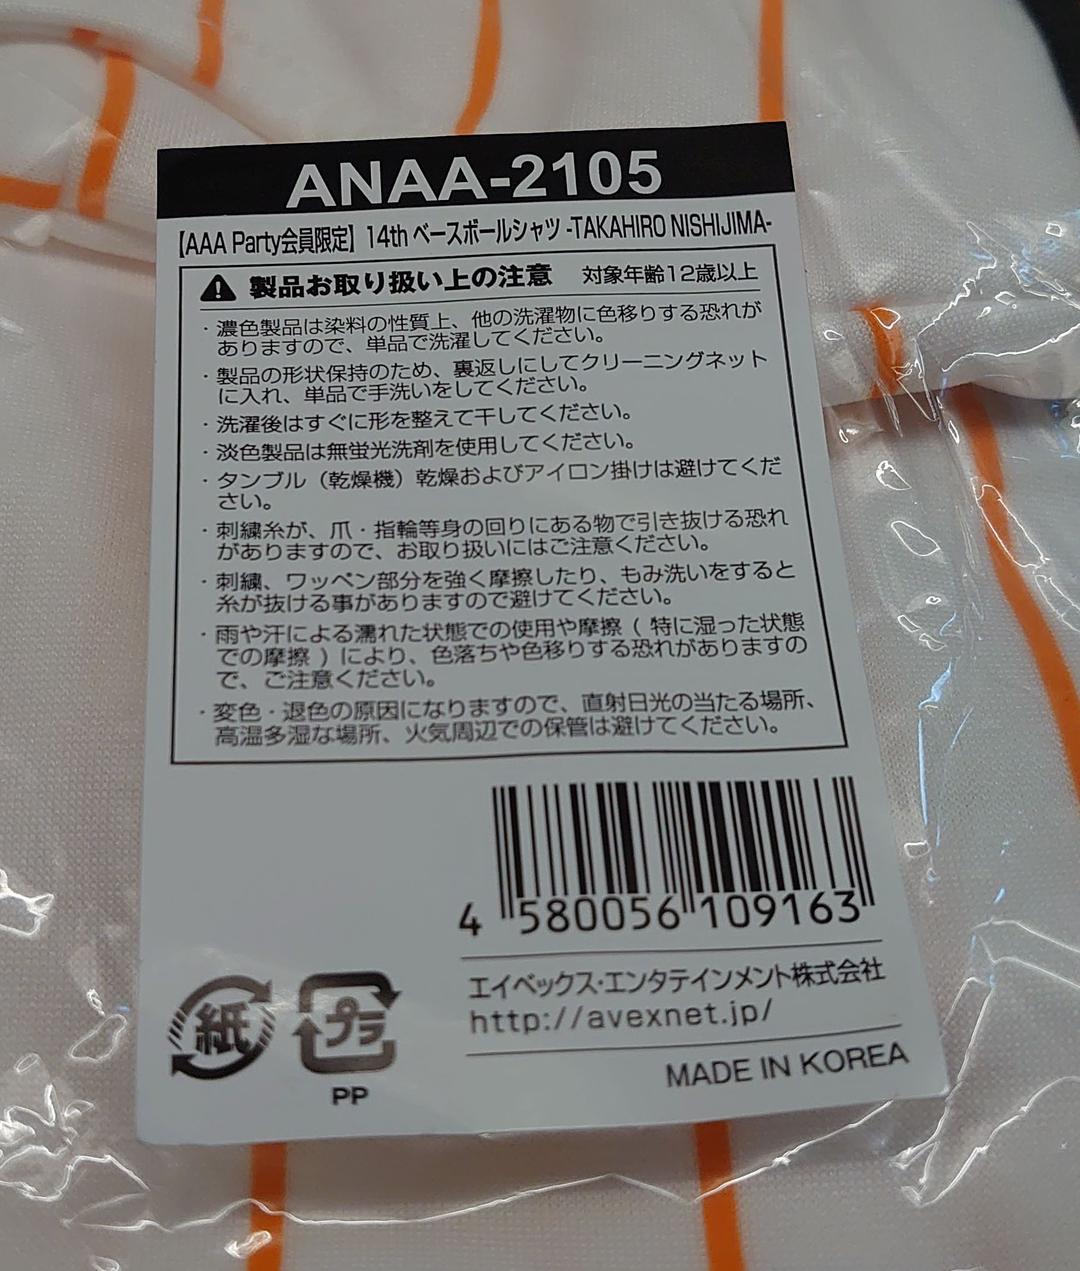 ANAA-2105
【AAA Party会員限定】14th ベースボールシャツ -TAKAHIRO NISHIJIMA-
製品お取り扱い上の注意 対象年齢12歳以上
・濃色製品は染料の性質上、他の洗濯物に色移りする恐れが
ありますので、単品で洗濯してください。
・製品の形状保持のため、裏返しにしてクリーニングネット
に入れ、単品で手洗いをしてください。
・洗濯後はすぐに形を整えて干してください。
・淡色製品は無蛍光洗剤を使用してください。
・タンブル（乾燥機）乾燥およびアイロン掛けは避けてくだ
さい。
・刺繍糸が、爪・指輪等身の回りにある物で引き抜ける恐れ
がありますので、お取り扱いにはご注意ください。
・刺繍、ワッペン部分を強く摩擦したり、もみ洗いをすると
糸が抜ける事がありますので避けてください。
・雨や汗による濡れた状態での使用や摩擦（特に湿った状態
での摩擦）により、色落ちや色移りする恐れがありますの
で、ご注意ください。
・変色・退色の原因になりますので、直射日光の当たる場所、
高温多湿な場所、火気周辺での保管は避けてください。
4 580056 109163
エイベックス・エンタテインメント株式会社
http://avexnet.jp/
紙 プラ
PP
MADE IN KOREA